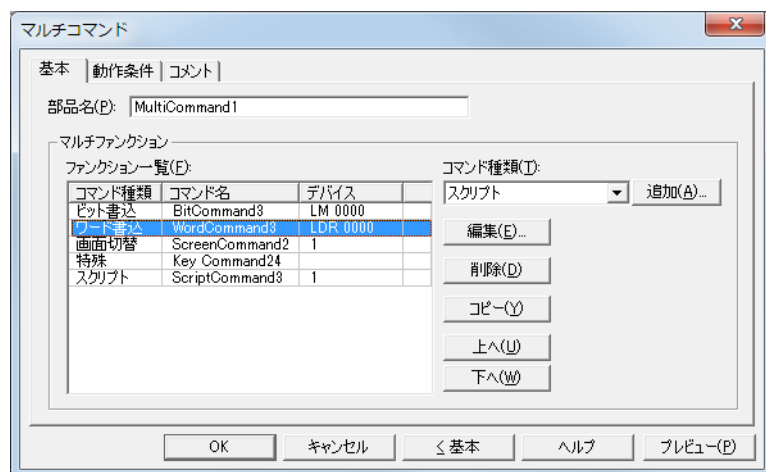 マルチコマンド
基本 動作条件 コメント
部品名(P): MultiCommand1
マルチファンクション
ファンクション一覧(F):
コマンド種類 コマンド名 デバイス
ビット書込 BitCommand3 LM 0000
ワード書込 WordCommand3 LDR 0000
画面切替 ScreenCommand2 1
特殊 Key Command24
スクリプト ScriptCommand3 1
コマンド種類(T):
スクリプト 追加(A)...
編集(E)...
削除(D)
コピー(Y)
上へ(U)
下へ(W)
OK キャンセル < 基本 ヘルプ プレビュー(P)